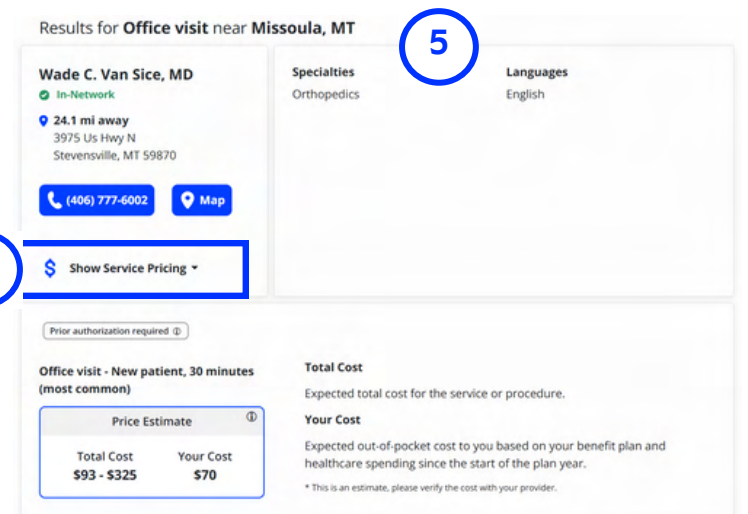 Results for Office visit near Missoula, MT
5
Wade C. Van Sice, MD
In-Network
24.1 mi away
3975 Us Hwy N
Stevensville, MT 59870
(406) 777-6002
Map
$ Show Service Pricing
Specialties
Orthopedics
Languages
English
Prior authorization required
Office visit - New patient, 30 minutes
(most common)
Price Estimate
Total Cost
$93 - $325
Your Cost
$70
Total Cost
Expected total cost for the service or procedure.
Your Cost
Expected out-of-pocket cost to you based on your benefit plan and
healthcare spending since the start of the plan year.
* This is an estimate, please verify the cost with your provider.